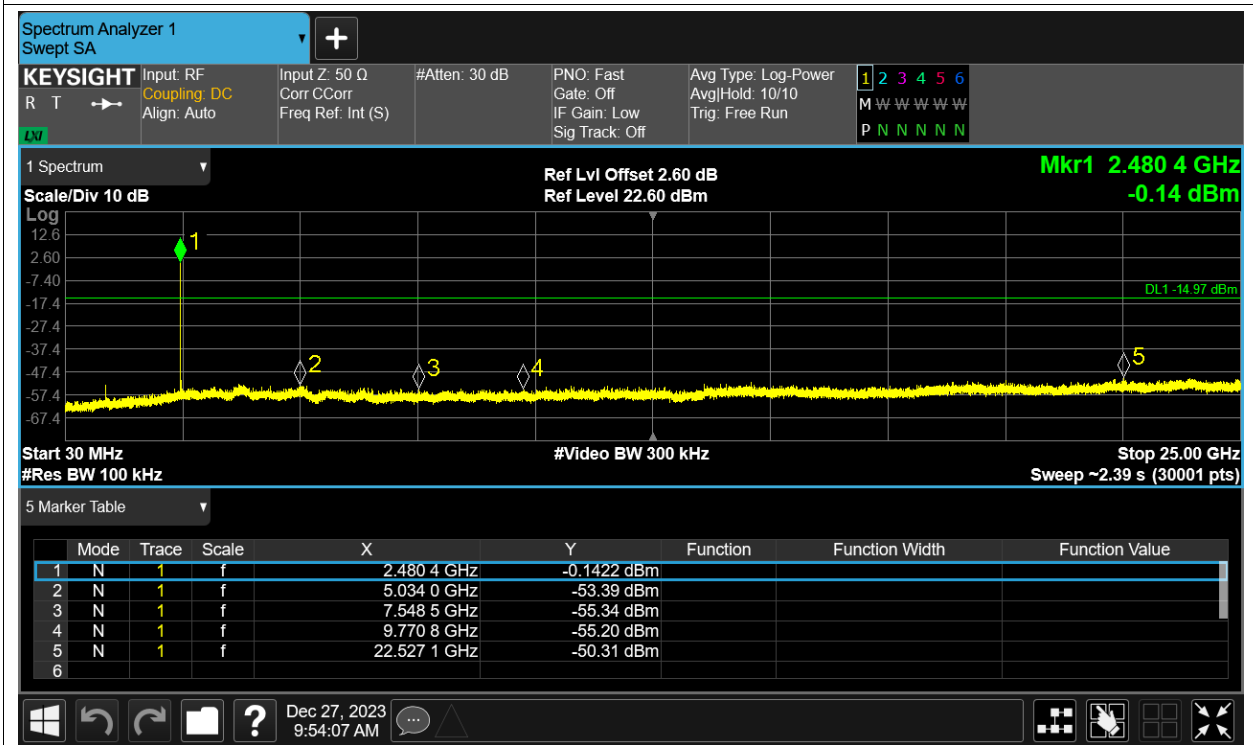 Spectrum Analyzer 1
Swept SA
KEYSIGHT
R T
LXI
Input: RF
Coupling: DC
Align: Auto
Input Z: 50 Ω
Corr CCorr
Freq Ref: Int (S)
#Atten: 30 dB
PNO: Fast
Gate: Off
IF Gain: Low
Sig Track: Off
Avg Type: Log-Power
Avg|Hold: 10/10
Trig: Free Run
1 2 3 4 5 6
M W W W W W
P N N N N N
1 Spectrum
Scale/Div 10 dB
Ref Lvl Offset 2.60 dB
Ref Level 22.60 dBm
Mkr1 2.480 4 GHz
-0.14 dBm
Log
12.6
2.60
-7.40
-17.4
-27.4
-37.4
-47.4
-57.4
-67.4
1
DL1 -14.97 dBm
2
3
4
5
Start 30 MHz
#Res BW 100 kHz
#Video BW 300 kHz
Stop 25.00 GHz
Sweep ~2.39 s (30001 pts)
5 Marker Table
Mode Trace Scale X Y Function Function Width Function Value
1 N 1 f 2.480 4 GHz -0.1422 dBm
2 N 1 f 5.034 0 GHz -53.39 dBm
3 N 1 f 7.548 5 GHz -55.34 dBm
4 N 1 f 9.770 8 GHz -55.20 dBm
5 N 1 f 22.527 1 GHz -50.31 dBm
6
?
Dec 27, 2023
9:54:07 AM